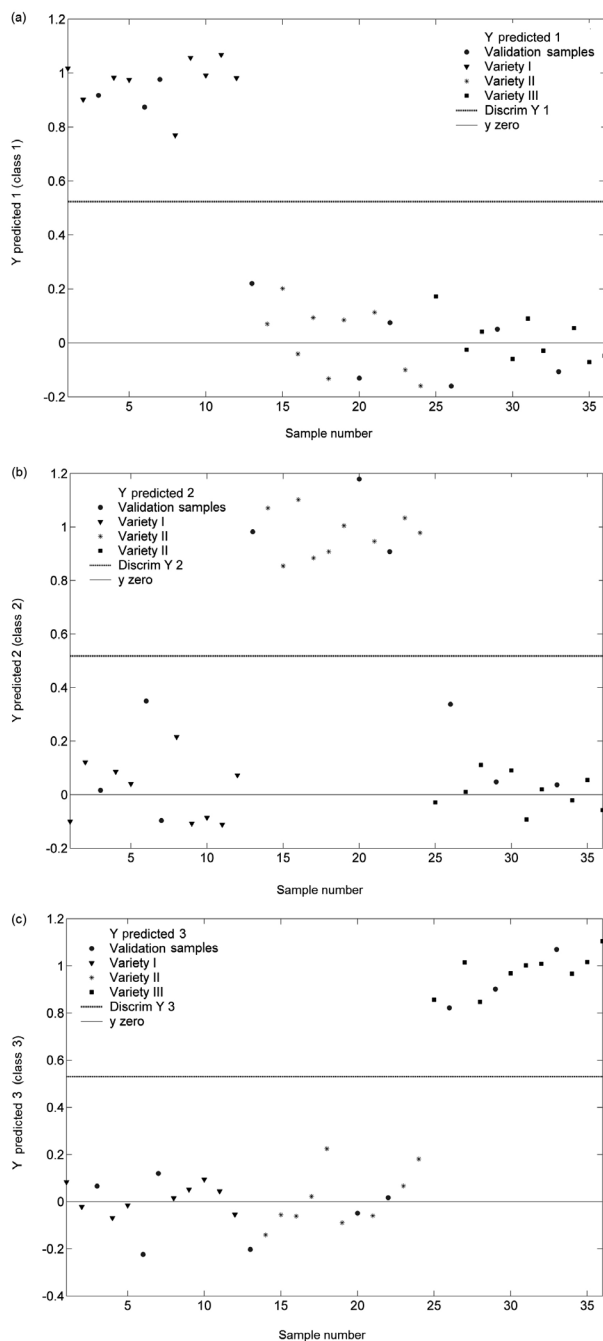 (a)
Y predicted 1
Validation samples
Variety I
Variety II
Variety III
Discrim Y 1
y zero
1.2
1
0.8
0.6
0.4
0.2
0
-0.2
Y predicted 1 (class 1)
5
10
15
20
25
30
35
Sample number
(b)
Y predicted 2
Validation samples
Variety I
Variety II
Variety II
Discrim Y 2
y zero
1.2
1
0.8
0.6
0.4
0.2
0
-0.2
Y predicted 2 (class 2)
5
10
15
20
25
30
35
Sample number
(c)
Y predicted 3
Validation samples
Variety I
Variety II
Variety III
Discrim Y 3
y zero
1.2
1
0.8
0.6
0.4
0.2
0
-0.2
-0.4
Y predicted 3 (class 3)
5
10
15
20
25
30
35
Sample number